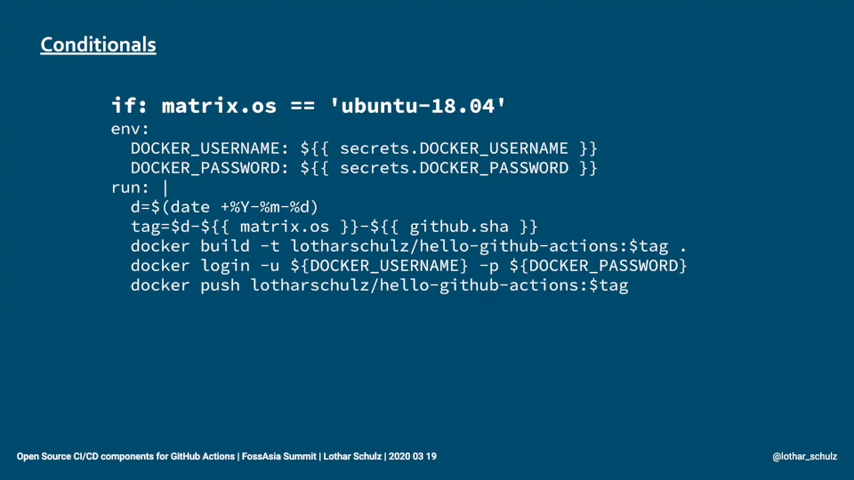 Conditionals
if: matrix.os == 'ubuntu-18.04'
env:
DOCKER_USERNAME: ${{ secrets.DOCKER_USERNAME }}
DOCKER_PASSWORD: ${{ secrets.DOCKER_PASSWORD }}
run: |
d=$(date +%Y-%m-%d)
tag=$d-${{ matrix.os }}-${{ github.sha }}
docker build -t lotharschulz/hello-github-actions:$tag .
docker login -u ${DOCKER_USERNAME} -p ${DOCKER_PASSWORD}
docker push lotharschulz/hello-github-actions:$tag
Open Source CI/CD components for GitHub Actions | FossAsia Summit | Lothar Schulz | 2020 03 19
@lothar_schulz